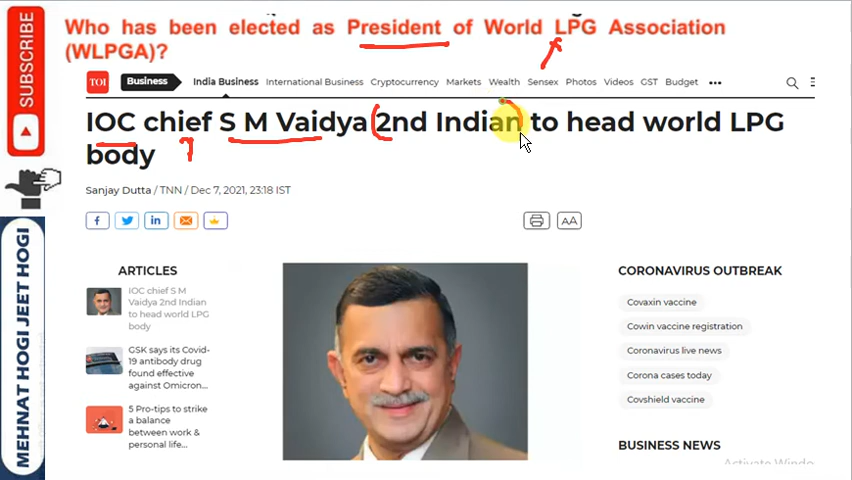 Who has been elected as President of World LPG Association
(WLPGA)?
SUBSCRIBE
MEHNAT HOGI JEET HOGI
TOI
Business
India Business International Business Cryptocurrency Markets Wealth Sensex Photos Videos GST Budget
IOC chief S M Vaidya 2nd Indian to head world LPG
body
Sanjay Dutta / TNN / Dec 7, 2021, 23:18 IST
AA
ARTICLES
IOC chief S M
Vaidya 2nd Indian
to head world LPG
body
GSK says its Covid-
19 antibody drug
found effective
against Omicron...
5 Pro-tips to strike
a balance
between work &
personal life...
CORONAVIRUS OUTBREAK
Covaxin vaccine
Cowin vaccine registration
Coronavirus live news
Corona cases today
Covshield vaccine
BUSINESS NEWS
Activate Windo